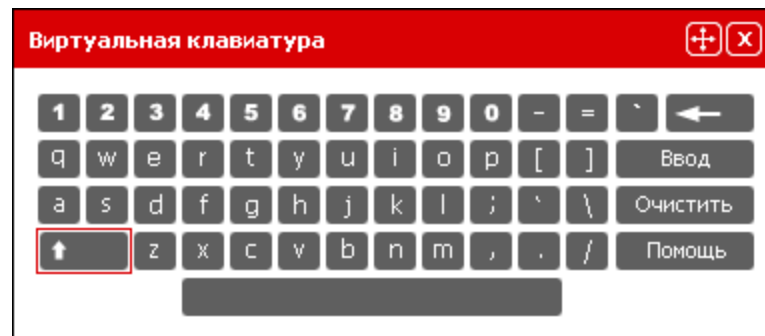 Виртуальная клавиатура X
1 2 3 4 5 6 7 8 9 0 - = `
q w e r t y u i o p [ ] Ввод
a s d f g h j k l ; ` \ Очистить
z x c v b n m , . / Помощь